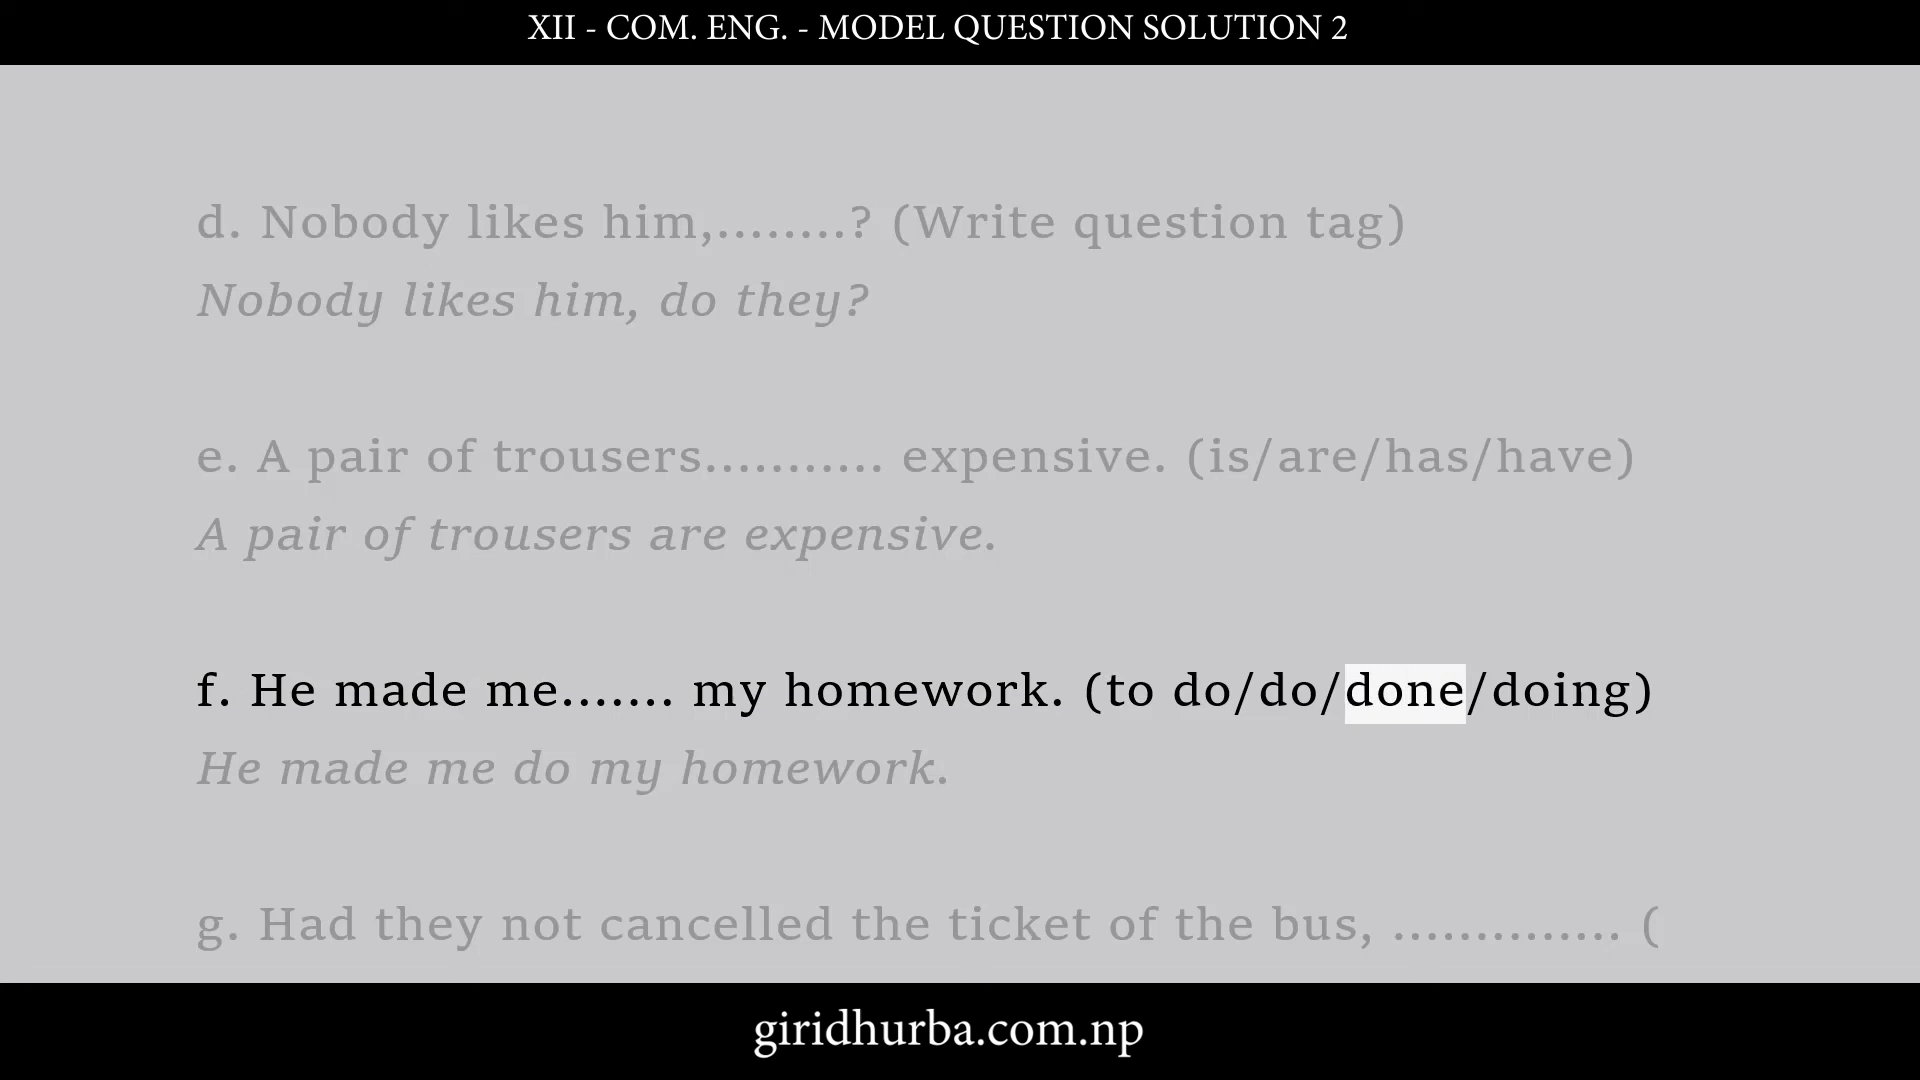 XII - COM. ENG. - MODEL QUESTION SOLUTION 2
d. Nobody likes him,........? (Write question tag)
Nobody likes him, do they?
e. A pair of trousers........... expensive. (is/are/has/have)
A pair of trousers are expensive.
f. He made me....... my homework. (to do/do/done/doing)
He made me do my homework.
g. Had they not cancelled the ticket of the bus, .............. (
giridhurba.com.np